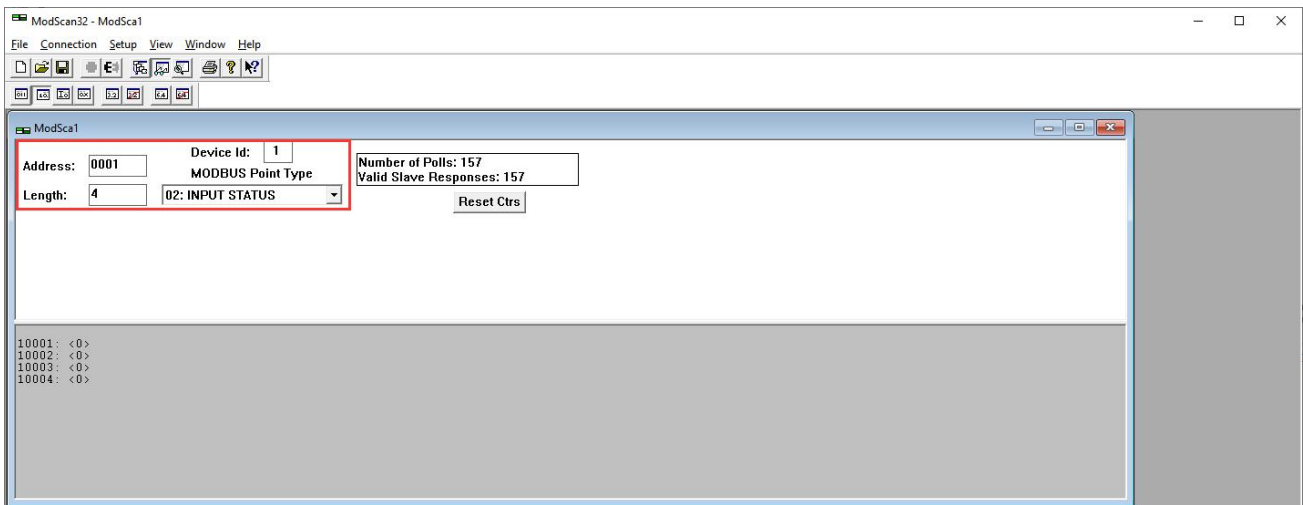 ModScan32 - ModSca1
File Connection Setup View Window Help
ModSca1
Address: 0001
Device Id: 1
MODBUS Point Type
Length: 4
02: INPUT STATUS
Number of Polls: 157
Valid Slave Responses: 157
Reset Ctrs
10001: <0>
10002: <0>
10003: <0>
10004: <0>